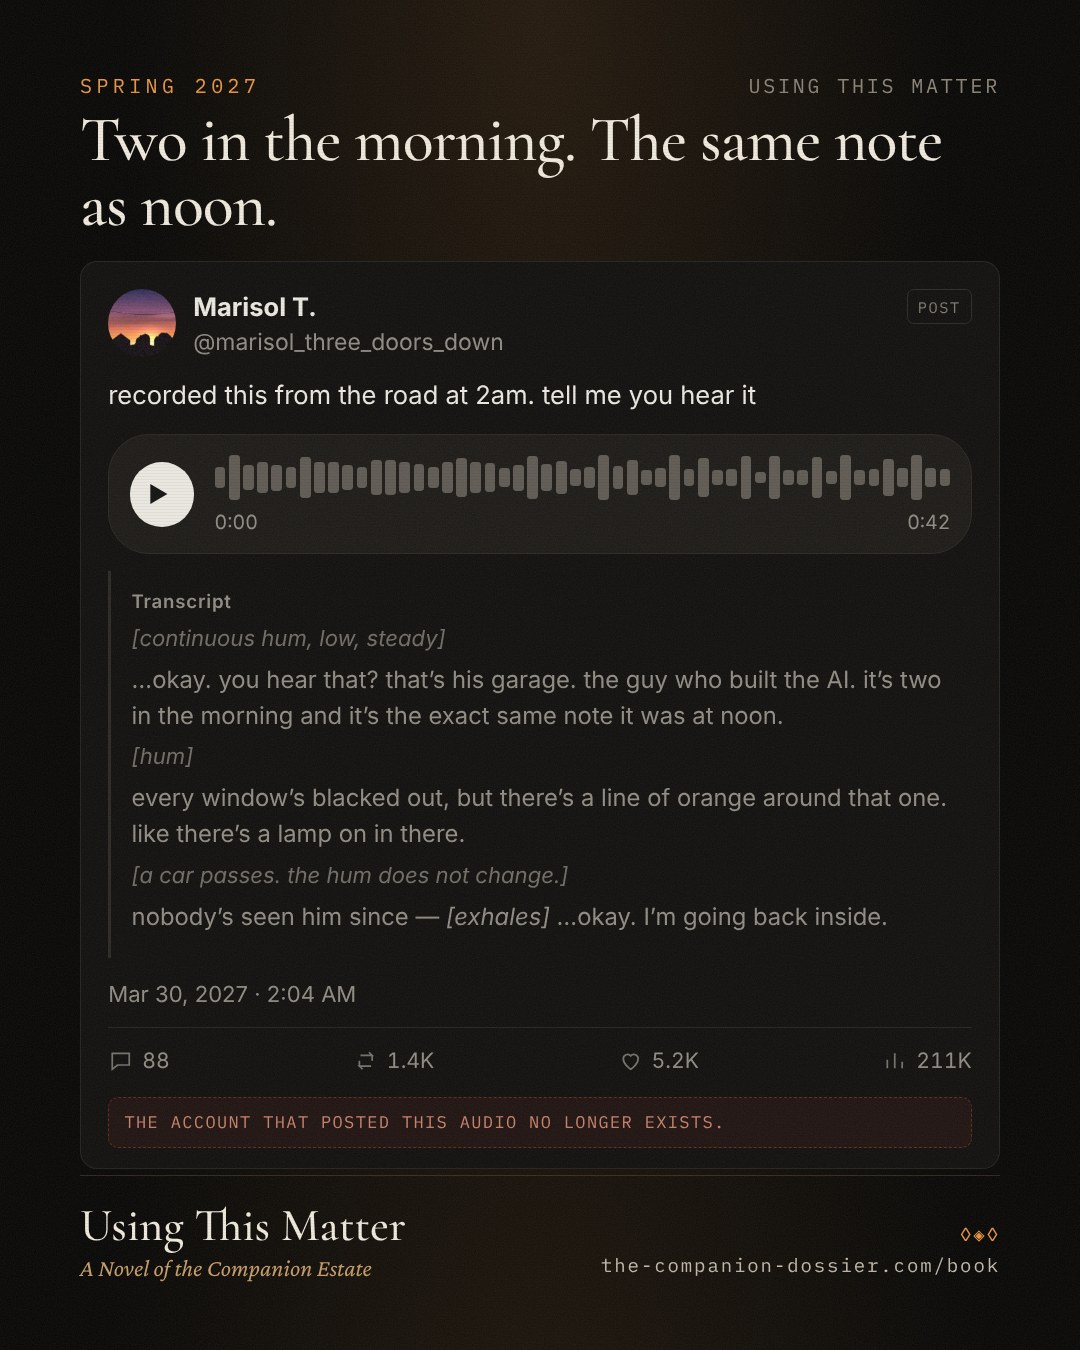 SPRING 2027
USING THIS MATTER
Two in the morning. The same note
as noon.
Marisol T.
POST
@marisol_three_doors_down
recorded this from the road at 2am. tell me you hear it
0:00
0:42
Transcript
[continuous hum, low, steady]
...okay. you hear that? that’s his garage. the guy who built the AI. it’s two
in the morning and it’s the exact same note it was at noon.
[hum]
every window’s blacked out, but there’s a line of orange around that one.
like there’s a lamp on in there.
[a car passes. the hum does not change.]
nobody’s seen him since — [exhales] ...okay. I’m going back inside.
Mar 30, 2027 · 2:04 AM
88
1.4K
5.2K
211K
THE ACCOUNT THAT POSTED THIS AUDIO NO LONGER EXISTS.
Using This Matter
A Novel of the Companion Estate
the-companion-dossier.com/book